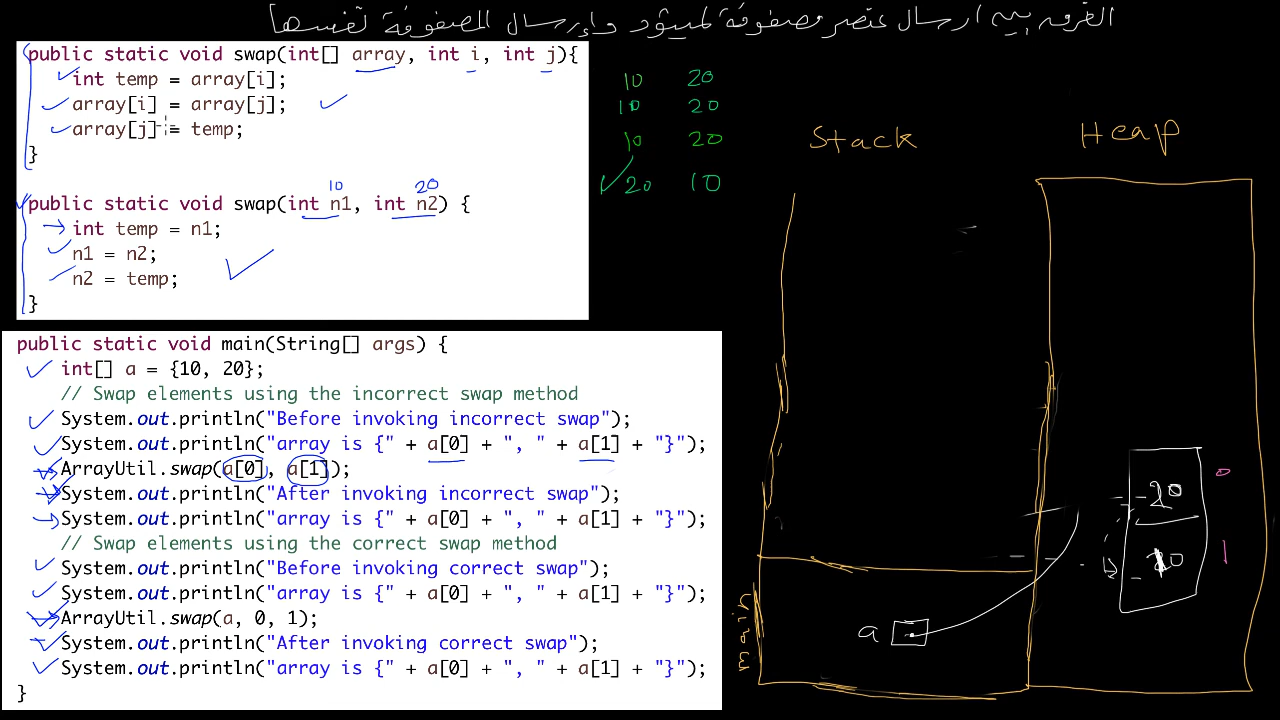 الفرق بين ارسال عنصر مصفوفة لميثود وإرسال المصفوفة نفسها
public static void swap(int[] array, int i, int j){
int temp = array[i];
array[i] = array[j];
array[j] = temp;
}
10 20
public static void swap(int n1, int n2) {
int temp = n1;
n1 = n2;
n2 = temp;
}
public static void main(String[] args) {
int[] a = {10, 20};
// Swap elements using the incorrect swap method
System.out.println("Before invoking incorrect swap");
System.out.println("array is {" + a[0] + ", " + a[1] + "}");
ArrayUtil.swap(a[0], a[1]);
System.out.println("After invoking incorrect swap");
System.out.println("array is {" + a[0] + ", " + a[1] + "}");
// Swap elements using the correct swap method
System.out.println("Before invoking correct swap");
System.out.println("array is {" + a[0] + ", " + a[1] + "}");
ArrayUtil.swap(a, 0, 1);
System.out.println("After invoking correct swap");
System.out.println("array is {" + a[0] + ", " + a[1] + "}");
}
10 20
10 20
10 20
20 10
Stack
Heap
20 0
10 1
main
a